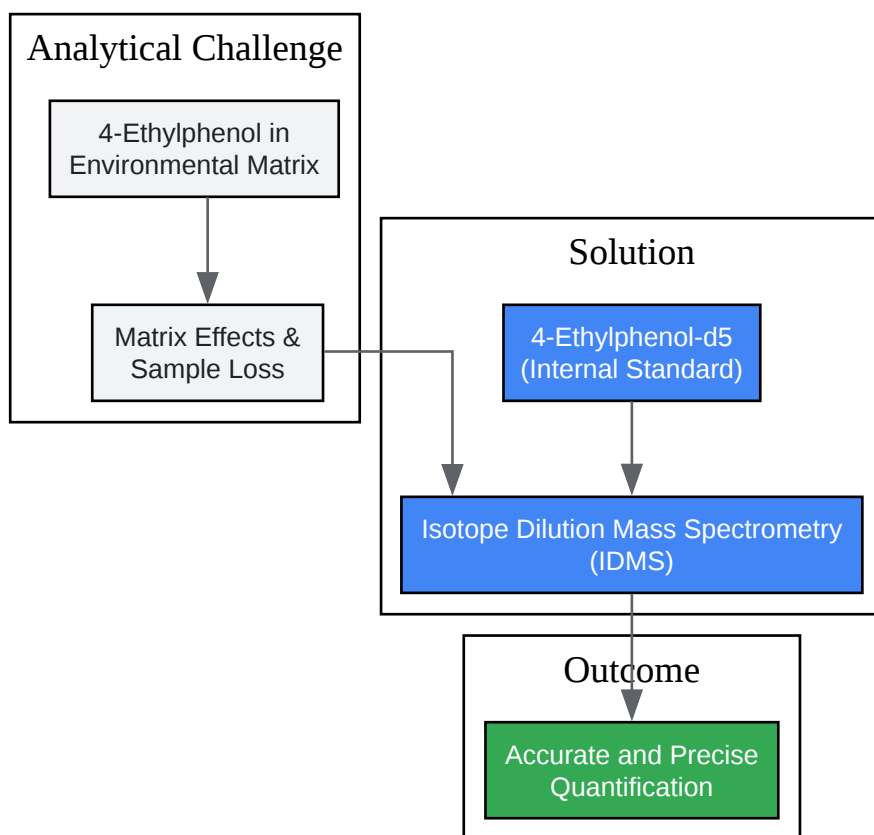 Analytical Challenge
4-Ethylphenol in
Environmental Matrix
Matrix Effects &
Sample Loss
Solution
4-Ethylphenol-d5
(Internal Standard)
Isotope Dilution Mass Spectrometry
(IDMS)
Outcome
Accurate and Precise
Quantification